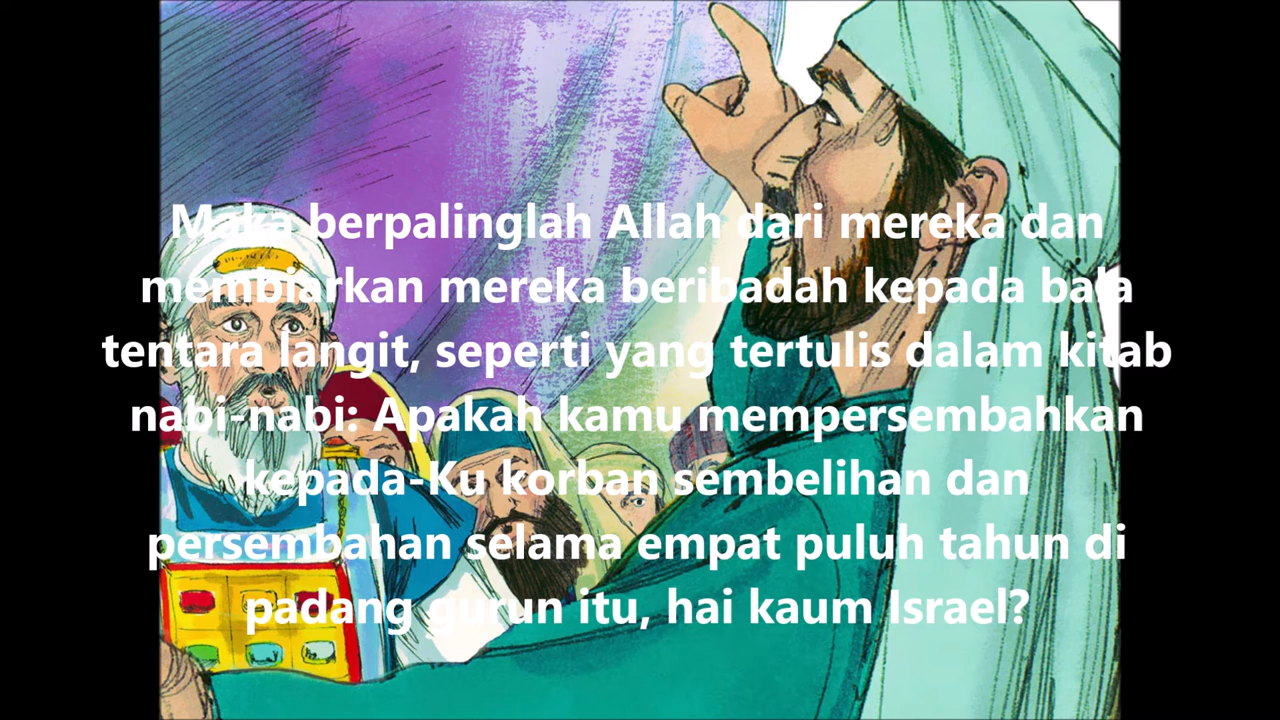 Maka berpalinglah Allah dari mereka dan
membiarkan mereka beribadah kepada bala
tentara langit, seperti yang tertulis dalam kitab
nabi-nabi: Apakah kamu mempersembahkan
kepada-Ku korban sembelihan dan
persembahan selama empat puluh tahun di
padang gurun itu, hai kaum Israel?